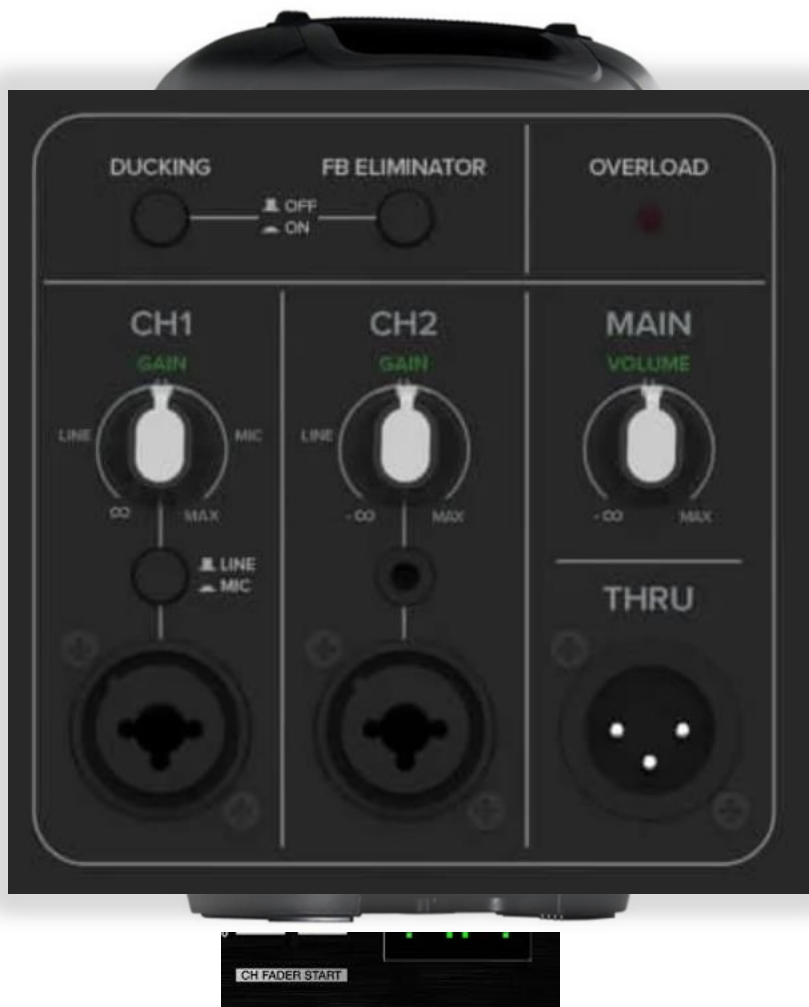 DUCKING
FB ELIMINATOR
OVERLOAD
OFF
ON
CH1
CH2
MAIN
GAIN
GAIN
VOLUME
LINE
MIC
LINE
∞
MAX
-∞
MAX
-∞
MAX
LINE
MIC
THRU
CH FADER START